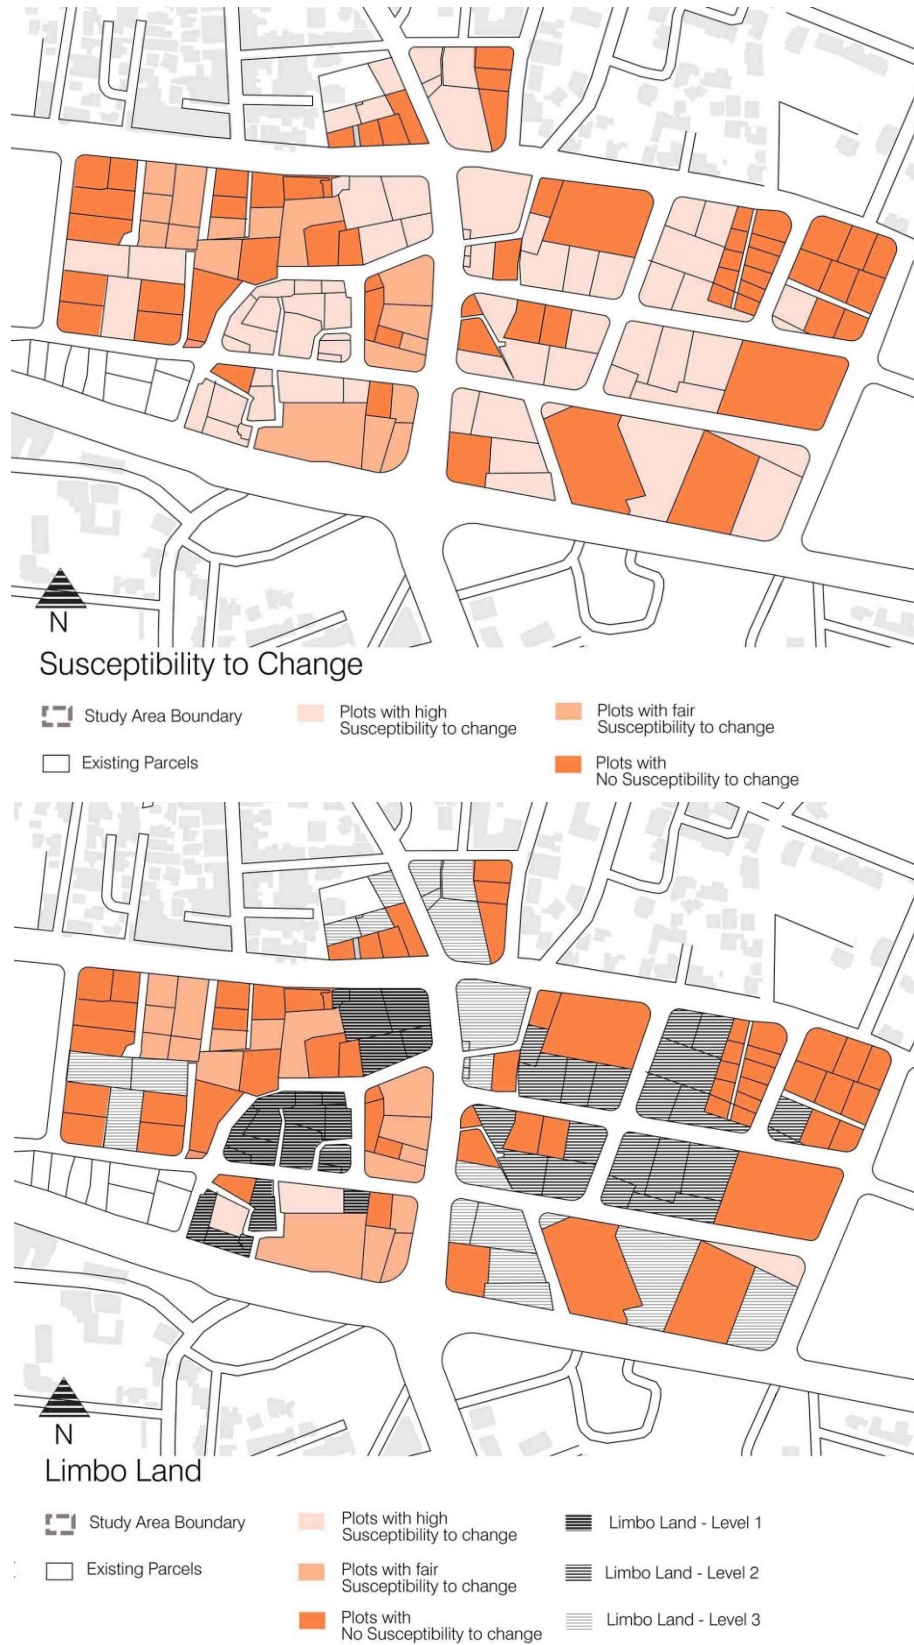 N
Susceptibility to Change
Study Area Boundary
Plots with high
Susceptibility to change
Plots with fair
Susceptibility to change
Existing Parcels
Plots with
No Susceptibility to change
N
Limbo Land
Study Area Boundary
Plots with high
Susceptibility to change
Limbo Land - Level 1
Existing Parcels
Plots with fair
Susceptibility to change
Limbo Land - Level 2
Plots with
No Susceptibility to change
Limbo Land - Level 3